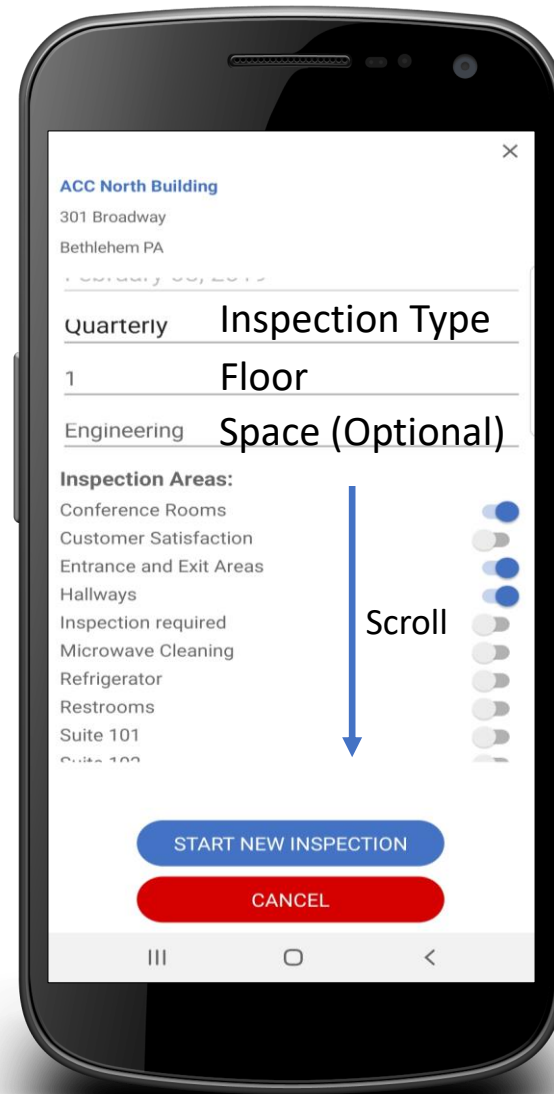 ACC North Building
301 Broadway
Bethlehem PA
Quarterly Inspection Type
1 Floor
Engineering Space (Optional)
Inspection Areas:
Conference Rooms
Customer Satisfaction
Entrance and Exit Areas
Hallways
Inspection required
Scroll
Microwave Cleaning
Refrigerator
Restrooms
Suite 101
START NEW INSPECTION
CANCEL